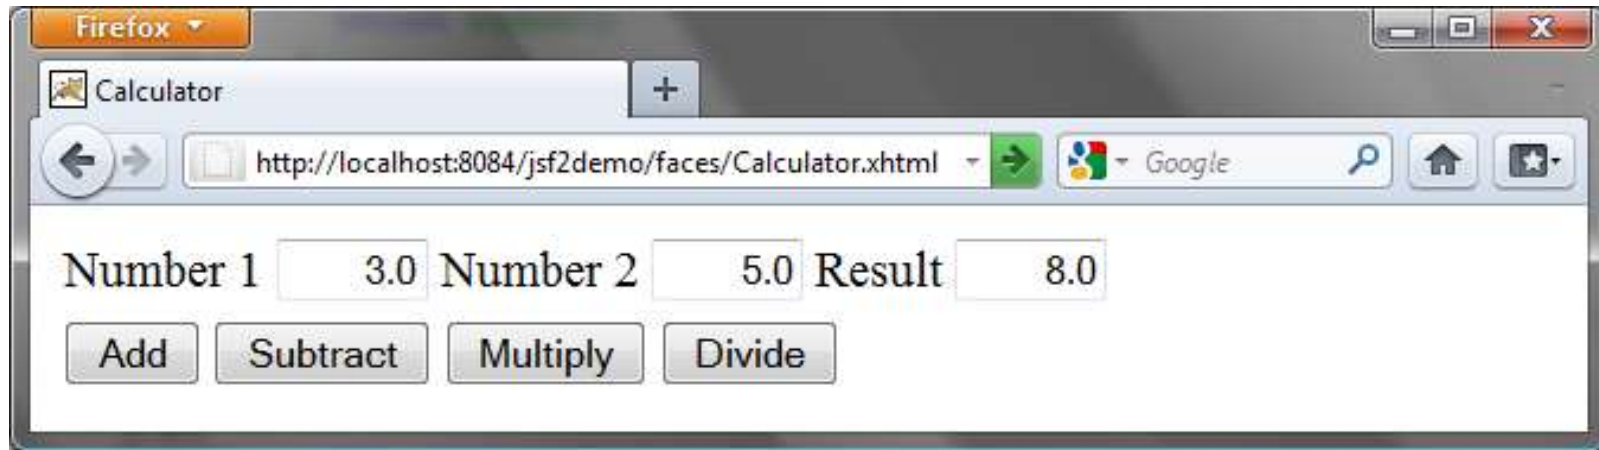 Firefox
Calculator
http://localhost:8084/jsf2demo/faces/Calculator.xhtml Google
Number 1 3.0 Number 2 5.0 Result 8.0
Add Subtract Multiply Divide